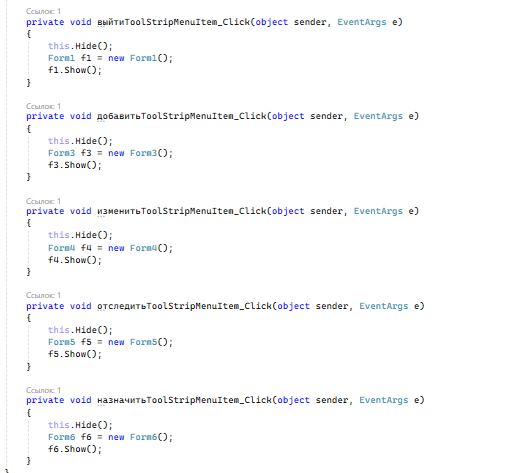 Ссылок: 1
private void выйтиToolStripMenuItem_Click(object sender, EventArgs e)
{
this.Hide();
Form1 f1 = new Form1();
f1.Show();
}
Ссылок: 1
private void добавитьToolStripMenuItem_Click(object sender, EventArgs e)
{
this.Hide();
Form3 f3 = new Form3();
f3.Show();
}
Ссылок: 1
private void изменитьToolStripMenuItem_Click(object sender, EventArgs e)
{
this.Hide();
Form4 f4 = new Form4();
f4.Show();
}
Ссылок: 1
private void отследитьToolStripMenuItem_Click(object sender, EventArgs e)
{
this.Hide();
Form5 f5 = new Form5();
f5.Show();
}
Ссылок: 1
private void назначитьToolStripMenuItem_Click(object sender, EventArgs e)
{
this.Hide();
Form6 f6 = new Form6();
f6.Show();
}
}